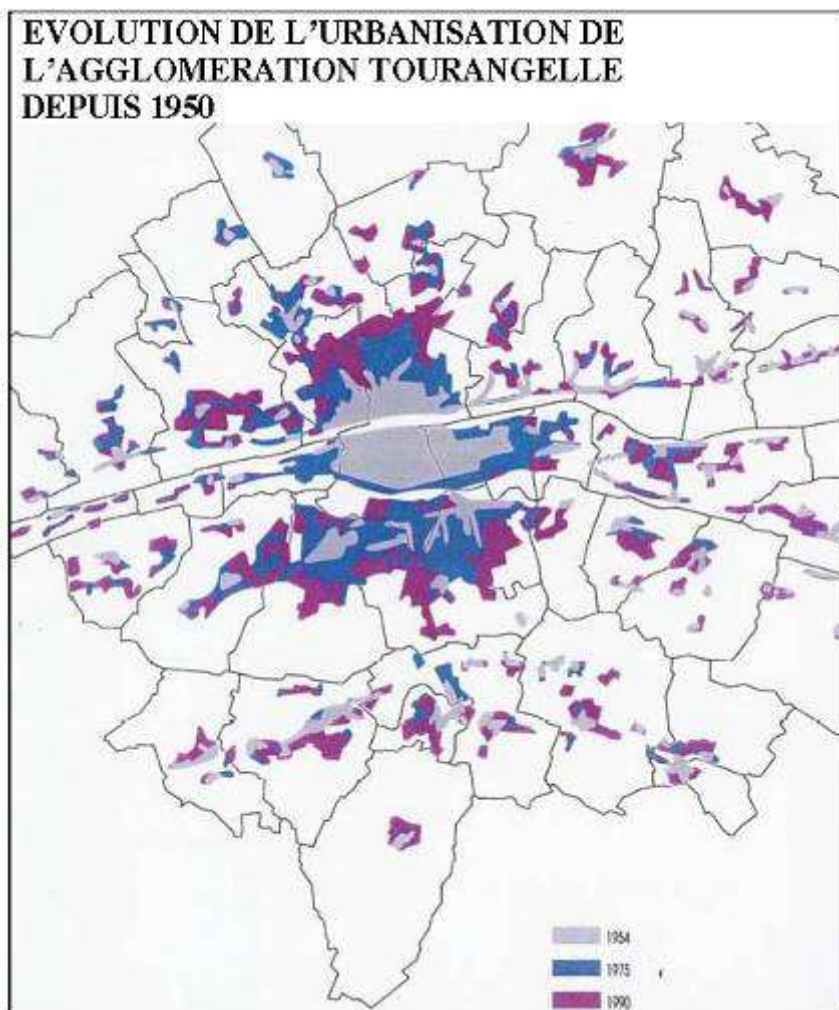 EVOLUTION DE L'URBANISATION DE
L'AGGLOMERATION TOURANGELLE
DEPUIS 1950
1954
1975
1990